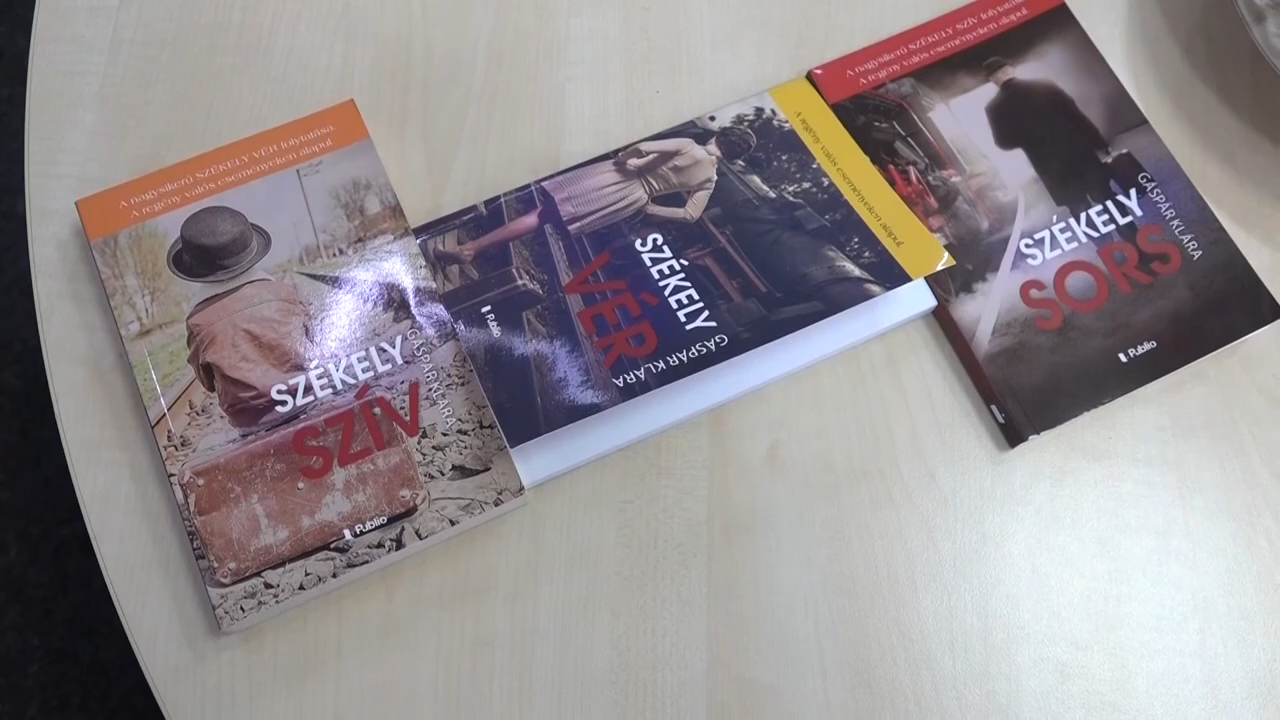 A nagysikerű SZÉKELY VÉR folytatása.
A regény valós eseményeken alapul
SZÉKELY
SZÍV
GÁSPÁR KLÁRA
Publio
A regény valós eseményeken alapul.
SZÉKELY
VÉR
GÁSPÁR KLÁRA
Publio
A nagysikerű SZÉKELY SZÍV folytatása
A regény valós eseményeken alapul
SZÉKELY
SORS
GÁSPÁR KLÁRA
Publio